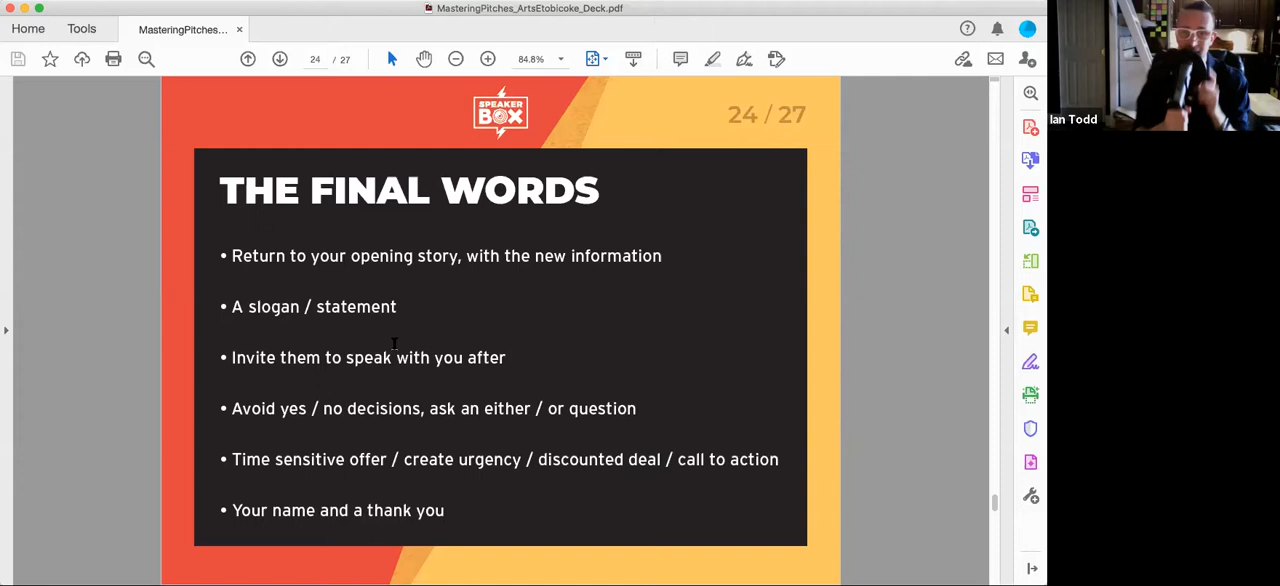 MasteringPitches_ArtsEtobicoke_Deck.pdf
Home Tools MasteringPitches... ×
24 / 27 84.8%
Ian Todd
SPEAKER
BOX
24 / 27
THE FINAL WORDS
• Return to your opening story, with the new information
• A slogan / statement
• Invite them to speak with you after
• Avoid yes / no decisions, ask an either / or question
• Time sensitive offer / create urgency / discounted deal / call to action
• Your name and a thank you